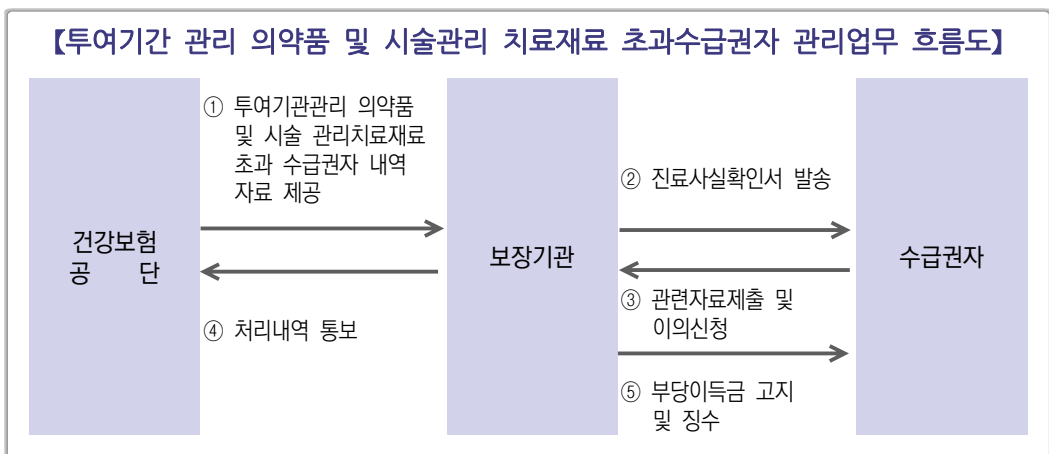 【투여기간 관리 의약품 및 시술관리 치료재료 초과수급권자 관리업무 흐름도】
건강보험
공 단
① 투여기관관리 의약품
및 시술 관리치료재료
초과 수급권자 내역
자료 제공
④ 처리내역 통보
보장기관
② 진료사실확인서 발송
③ 관련자료제출 및
이의신청
⑤ 부당이득금 고지
및 징수
수급권자